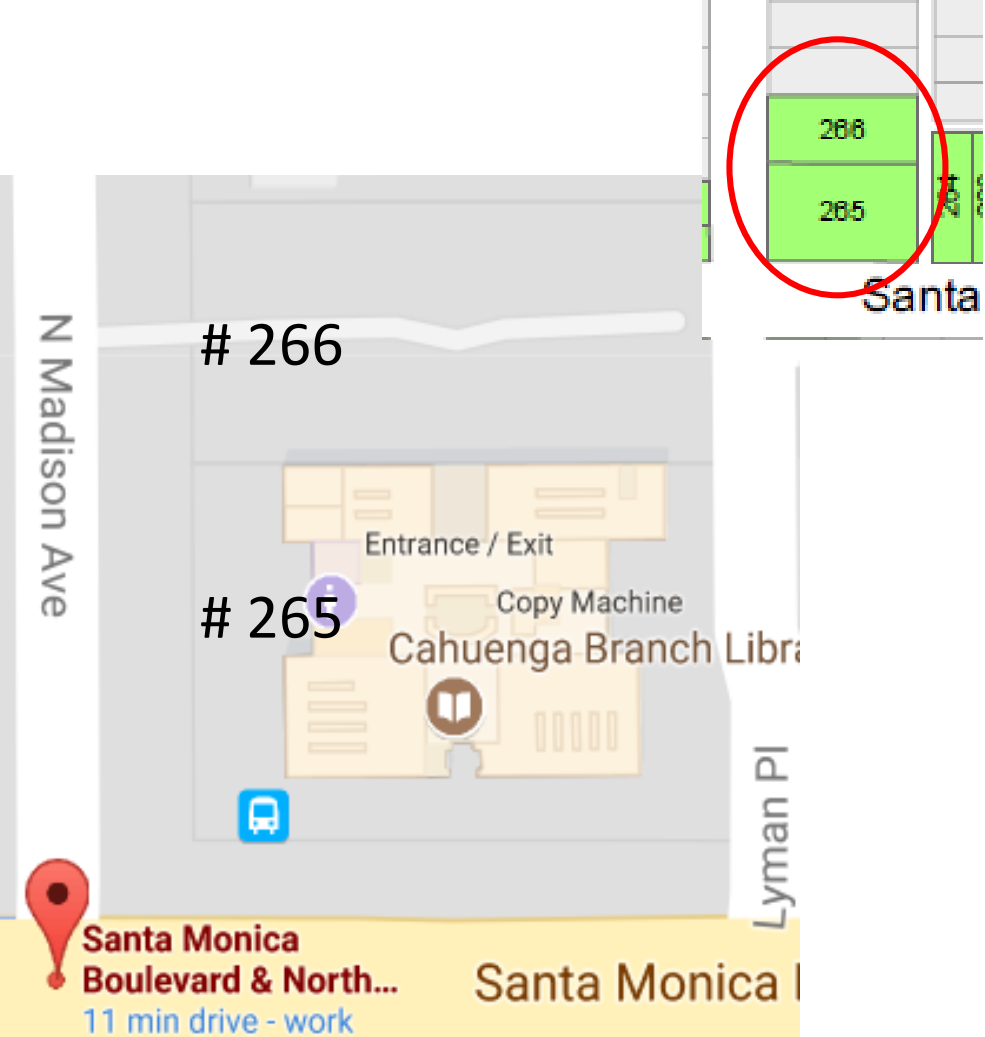 266
265
Santa
# 266
N Madison Ave
Entrance / Exit
# 265
Copy Machine
Cahuenga Branch Libra
Lyman Pl
Santa Monica
Boulevard & North...
11 min drive - work
Santa Monica